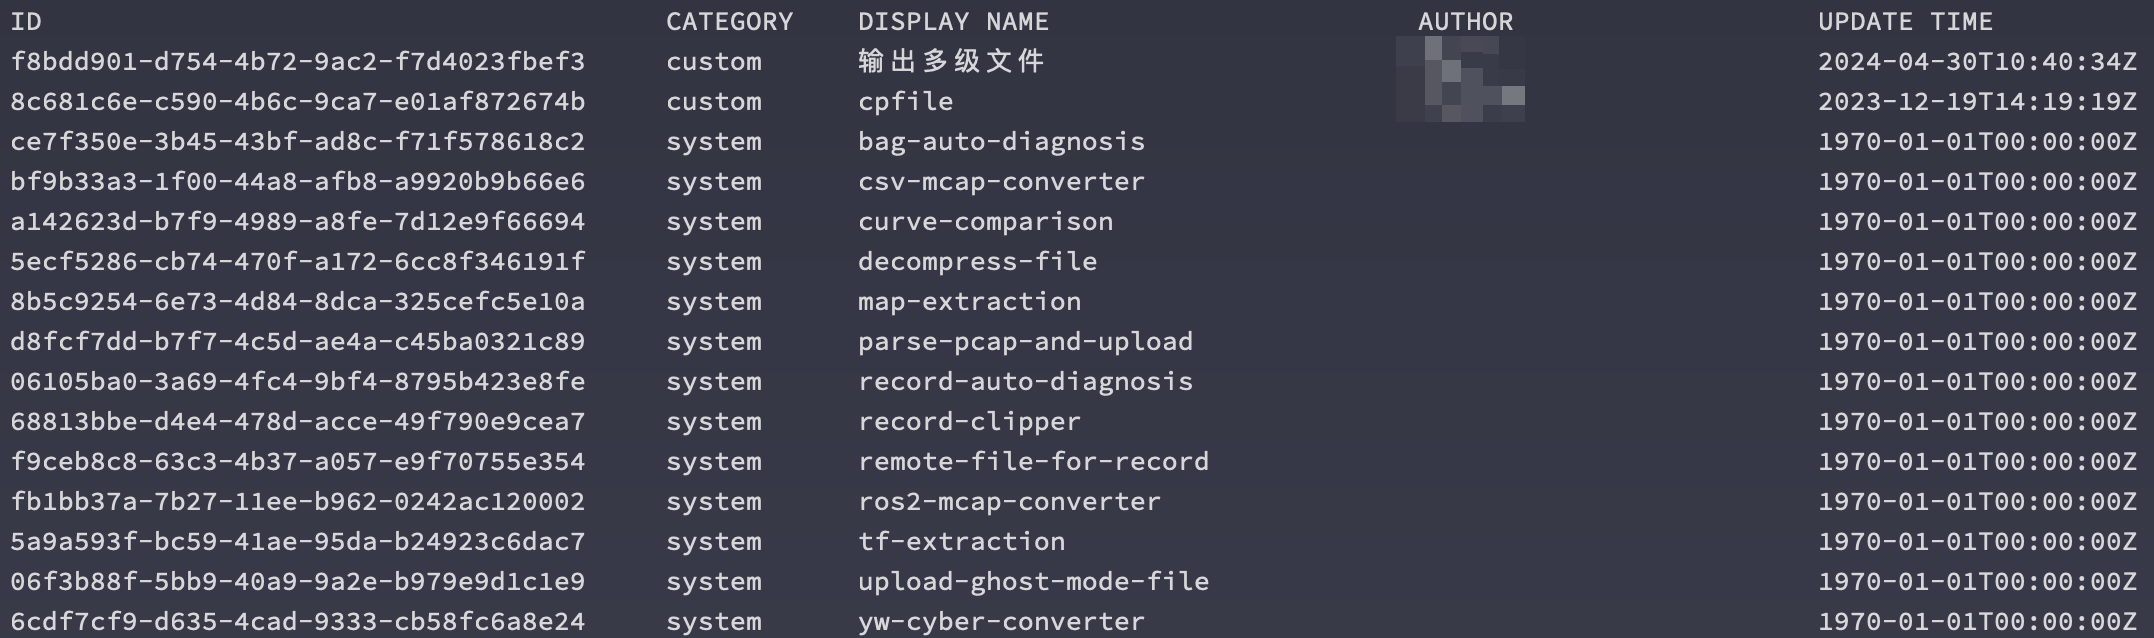 ID CATEGORY DISPLAY NAME AUTHOR UPDATE TIME
f8bdd901-d754-4b72-9ac2-f7d4023fbef3 custom 输出多级文件 2024-04-30T10:40:34Z
8c681c6e-c590-4b6c-9ca7-e01af872674b custom cpfile 2023-12-19T14:19:19Z
ce7f350e-3b45-43bf-ad8c-f71f578618c2 system bag-auto-diagnosis 1970-01-01T00:00:00Z
bf9b33a3-1f00-44a8-afb8-a9920b9b66e6 system csv-mcap-converter 1970-01-01T00:00:00Z
a142623d-b7f9-4989-a8fe-7d12e9f66694 system curve-comparison 1970-01-01T00:00:00Z
5ecf5286-cb74-470f-a172-6cc8f346191f system decompress-file 1970-01-01T00:00:00Z
8b5c9254-6e73-4d84-8dca-325cefc5e10a system map-extraction 1970-01-01T00:00:00Z
d8fcf7dd-b7f7-4c5d-ae4a-c45ba0321c89 system parse-pcap-and-upload 1970-01-01T00:00:00Z
06105ba0-3a69-4fc4-9bf4-8795b423e8fe system record-auto-diagnosis 1970-01-01T00:00:00Z
68813bbe-d4e4-478d-acce-49f790e9cea7 system record-clipper 1970-01-01T00:00:00Z
f9ceb8c8-63c3-4b37-a057-e9f70755e354 system remote-file-for-record 1970-01-01T00:00:00Z
fb1bb37a-7b27-11ee-b962-0242ac120002 system ros2-mcap-converter 1970-01-01T00:00:00Z
5a9a593f-bc59-41ae-95da-b24923c6dac7 system tf-extraction 1970-01-01T00:00:00Z
06f3b88f-5bb9-40a9-9a2e-b979e9d1c1e9 system upload-ghost-mode-file 1970-01-01T00:00:00Z
6cdf7cf9-d635-4cad-9333-cb58fc6a8e24 system yw-cyber-converter 1970-01-01T00:00:00Z